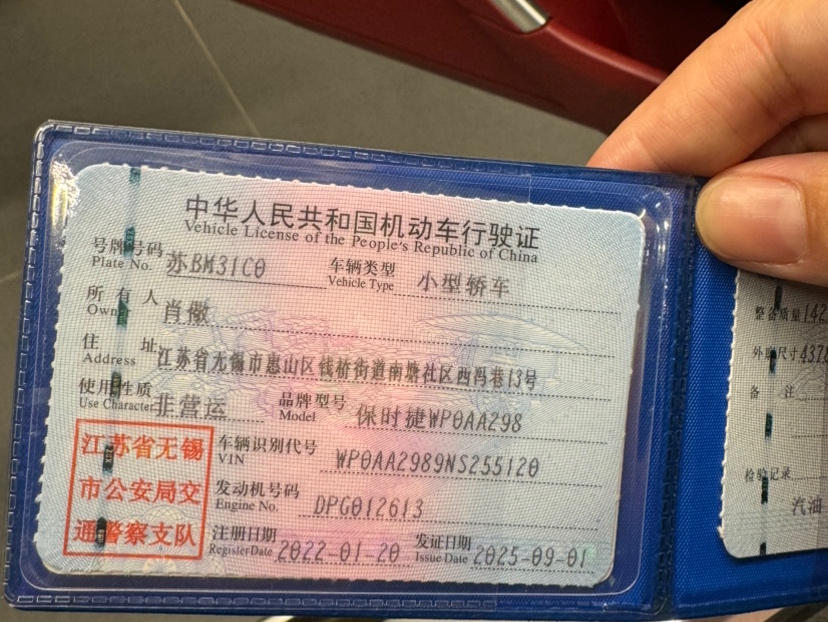 中华人民共和国机动车行驶证
Vehicle License of the People's Republic of China
号牌号码 苏BM31C0 车辆类型 小型轿车
Plate No. Vehicle Type
所有人 肖傲
Owner
住址 江苏省无锡市惠山区钱桥街道南塘社区西冯巷13号
Address
使用性质 非营运 品牌型号 保时捷WP0AA298
Use Character Model
江苏省无锡
市公安局交
通警察支队
车辆识别代号 WP0AA2989NS255120
VIN
发动机号码 DPG012613
Engine No.
注册日期 2022-01-20 发证日期 2025-09-01
Register Date Issue Date
整备质量 142
外廓尺寸 437
备注
检验记录
汽油